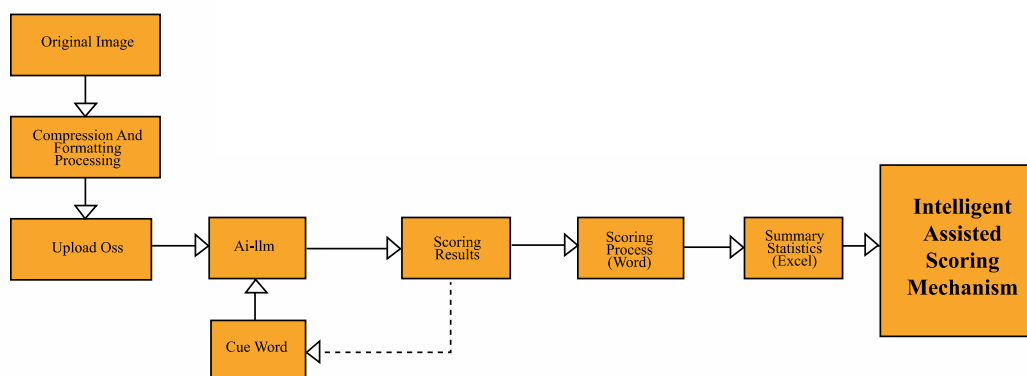 Original Image
Compression And
Formatting
Processing
Upload Oss
Ai-llm
Cue Word
Scoring
Results
Scoring
Process
(Word)
Summary
Statistics
(Excel)
Intelligent
Assisted
Scoring
Mechanism